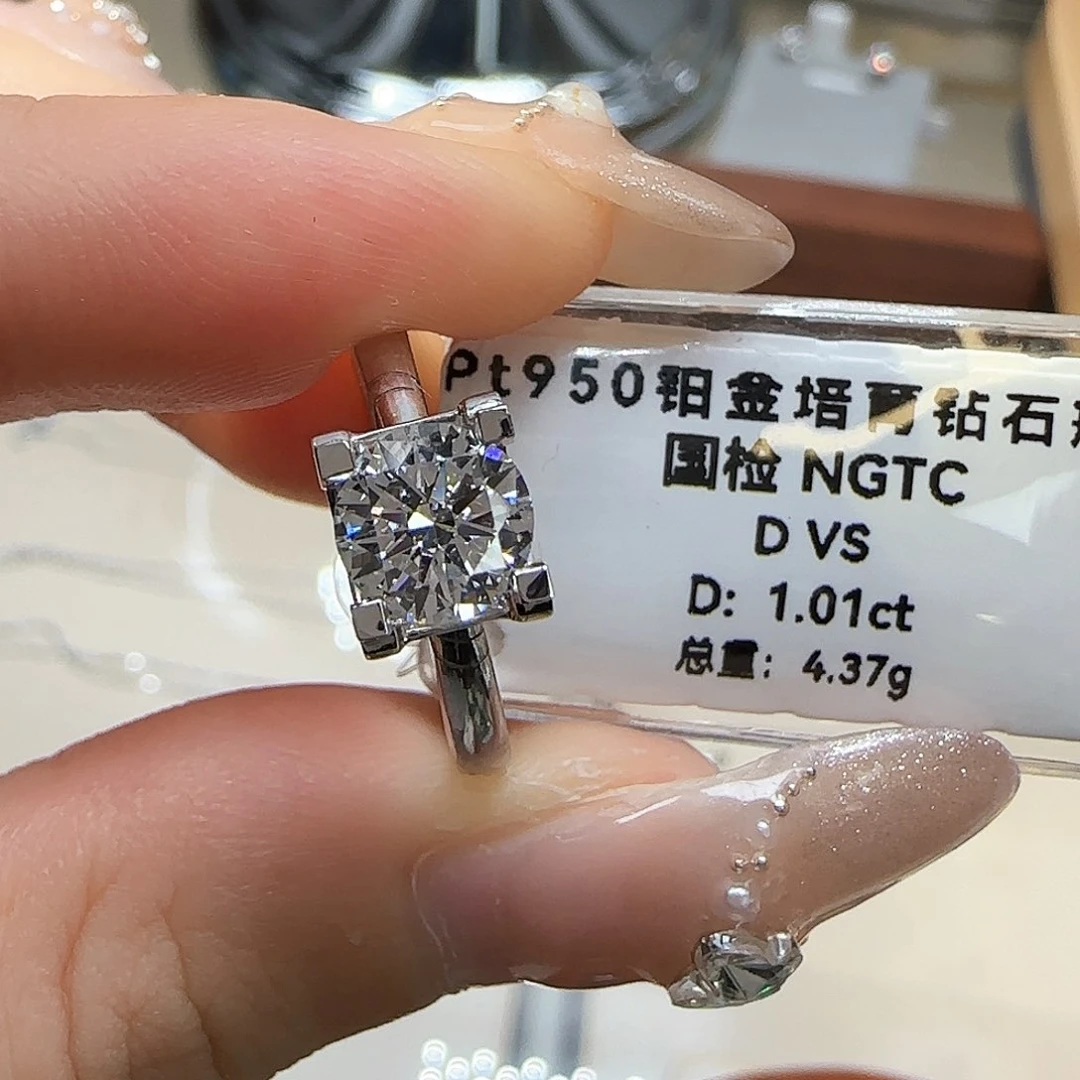 Pt950铂金培育钻石
国检 NGTC
D VS
D: 1.01ct
总重: 4.37g